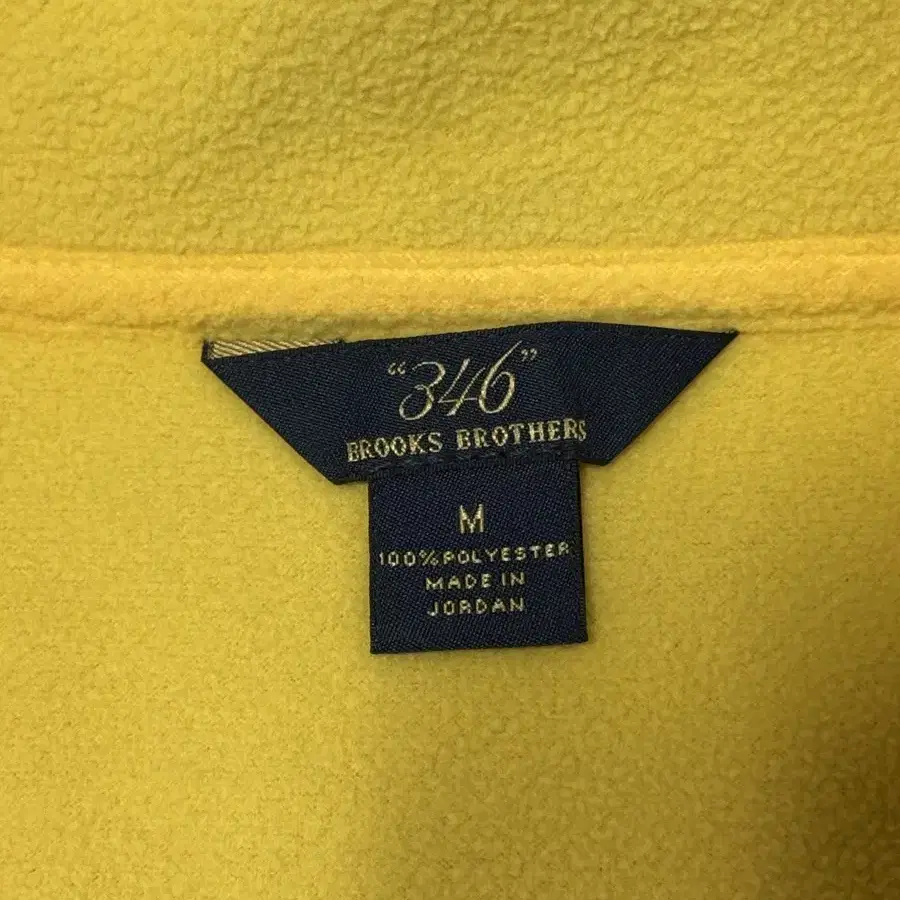 "346"
BROOKS BROTHERS
M
100% POLYESTER
MADE IN
JORDAN